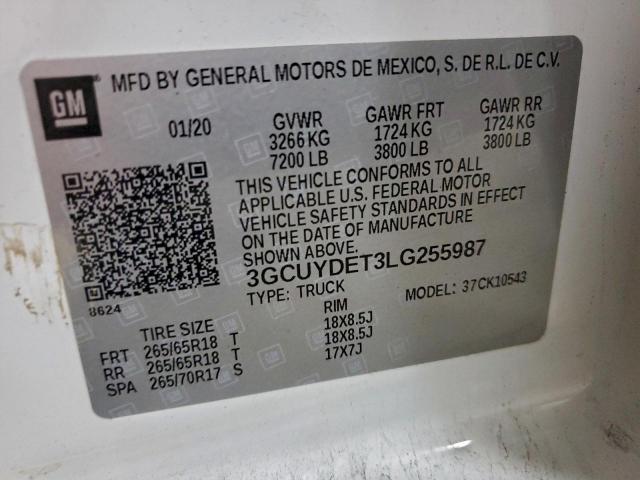 GM
MFD BY GENERAL MOTORS DE MEXICO, S. DE R.L. DE C.V.
01/20 GVWR GAWR FRT GAWR RR
3266 KG 1724 KG 1724 KG
7200 LB 3800 LB 3800 LB
THIS VEHICLE CONFORMS TO ALL
APPLICABLE U.S. FEDERAL MOTOR
VEHICLE SAFETY STANDARDS IN EFFECT
ON THE DATE OF MANUFACTURE
SHOWN ABOVE.
3GCUYDET3LG255987
8624
TYPE: TRUCK MODEL: 37CK10543
TIRE SIZE RIM
FRT 265/65R18 T 18X8.5J
RR 265/65R18 T 18X8.5J
SPA 265/70R17 S 17X7J